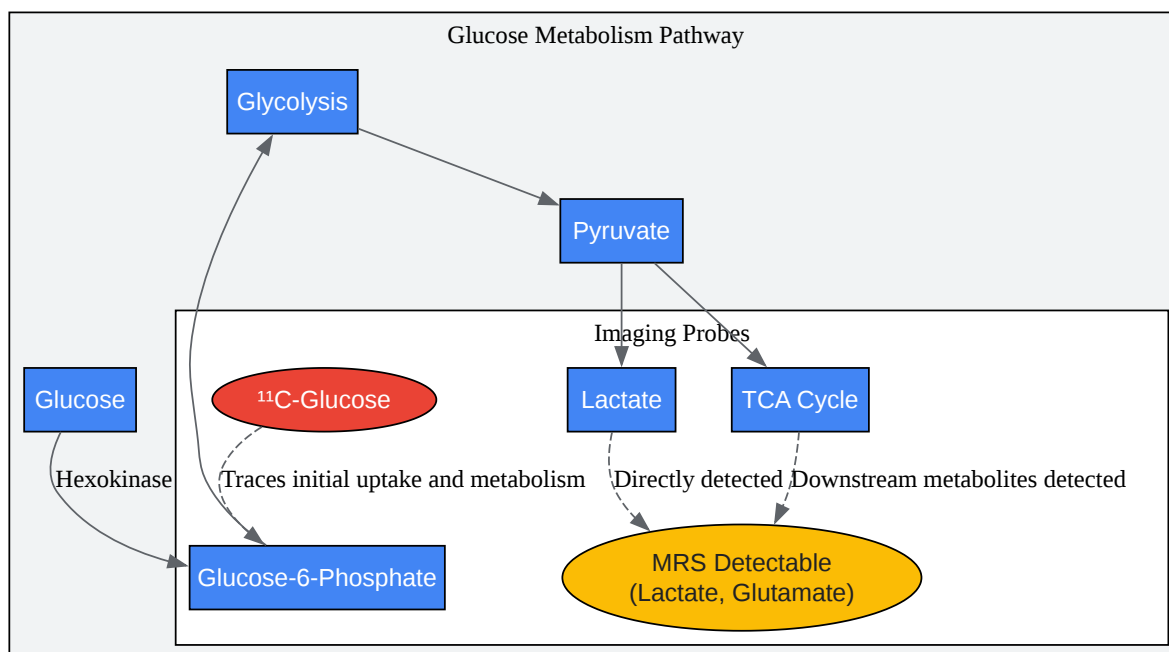 Glucose Metabolism Pathway
Glycolysis
Pyruvate
Imaging Probes
Glucose
¹¹C-Glucose
Lactate
TCA Cycle
Hexokinase
Traces initial uptake and metabolism
Directly detected
Downstream metabolites detected
Glucose-6-Phosphate
MRS Detectable
(Lactate, Glutamate)